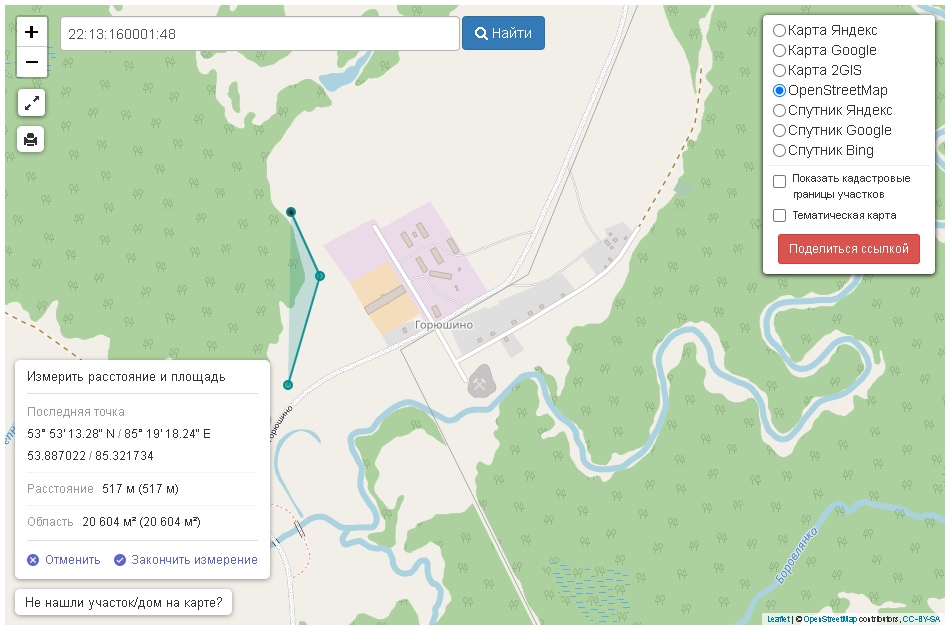 +
22:13:160001:48
Найти
−
Карта Яндекс
Карта Google
Карта 2GIS
OpenStreetMap
Спутник Яндекс
Спутник Google
Спутник Bing
Показать кадастровые
границы участков
Тематическая карта
Поделиться ссылкой
Горюшино
Измерить расстояние и площадь
Последняя точка
53° 53' 13.28" N / 85° 19' 18.24" E
53.887022 / 85.321734
Расстояние 517 м (517 м)
Область 20 604 м² (20 604 м²)
Отменить
Закончить измерение
Не нашли участок/дом на карте?
Боровлянка
Leaflet | © OpenStreetMap contributors, CC-BY-SA